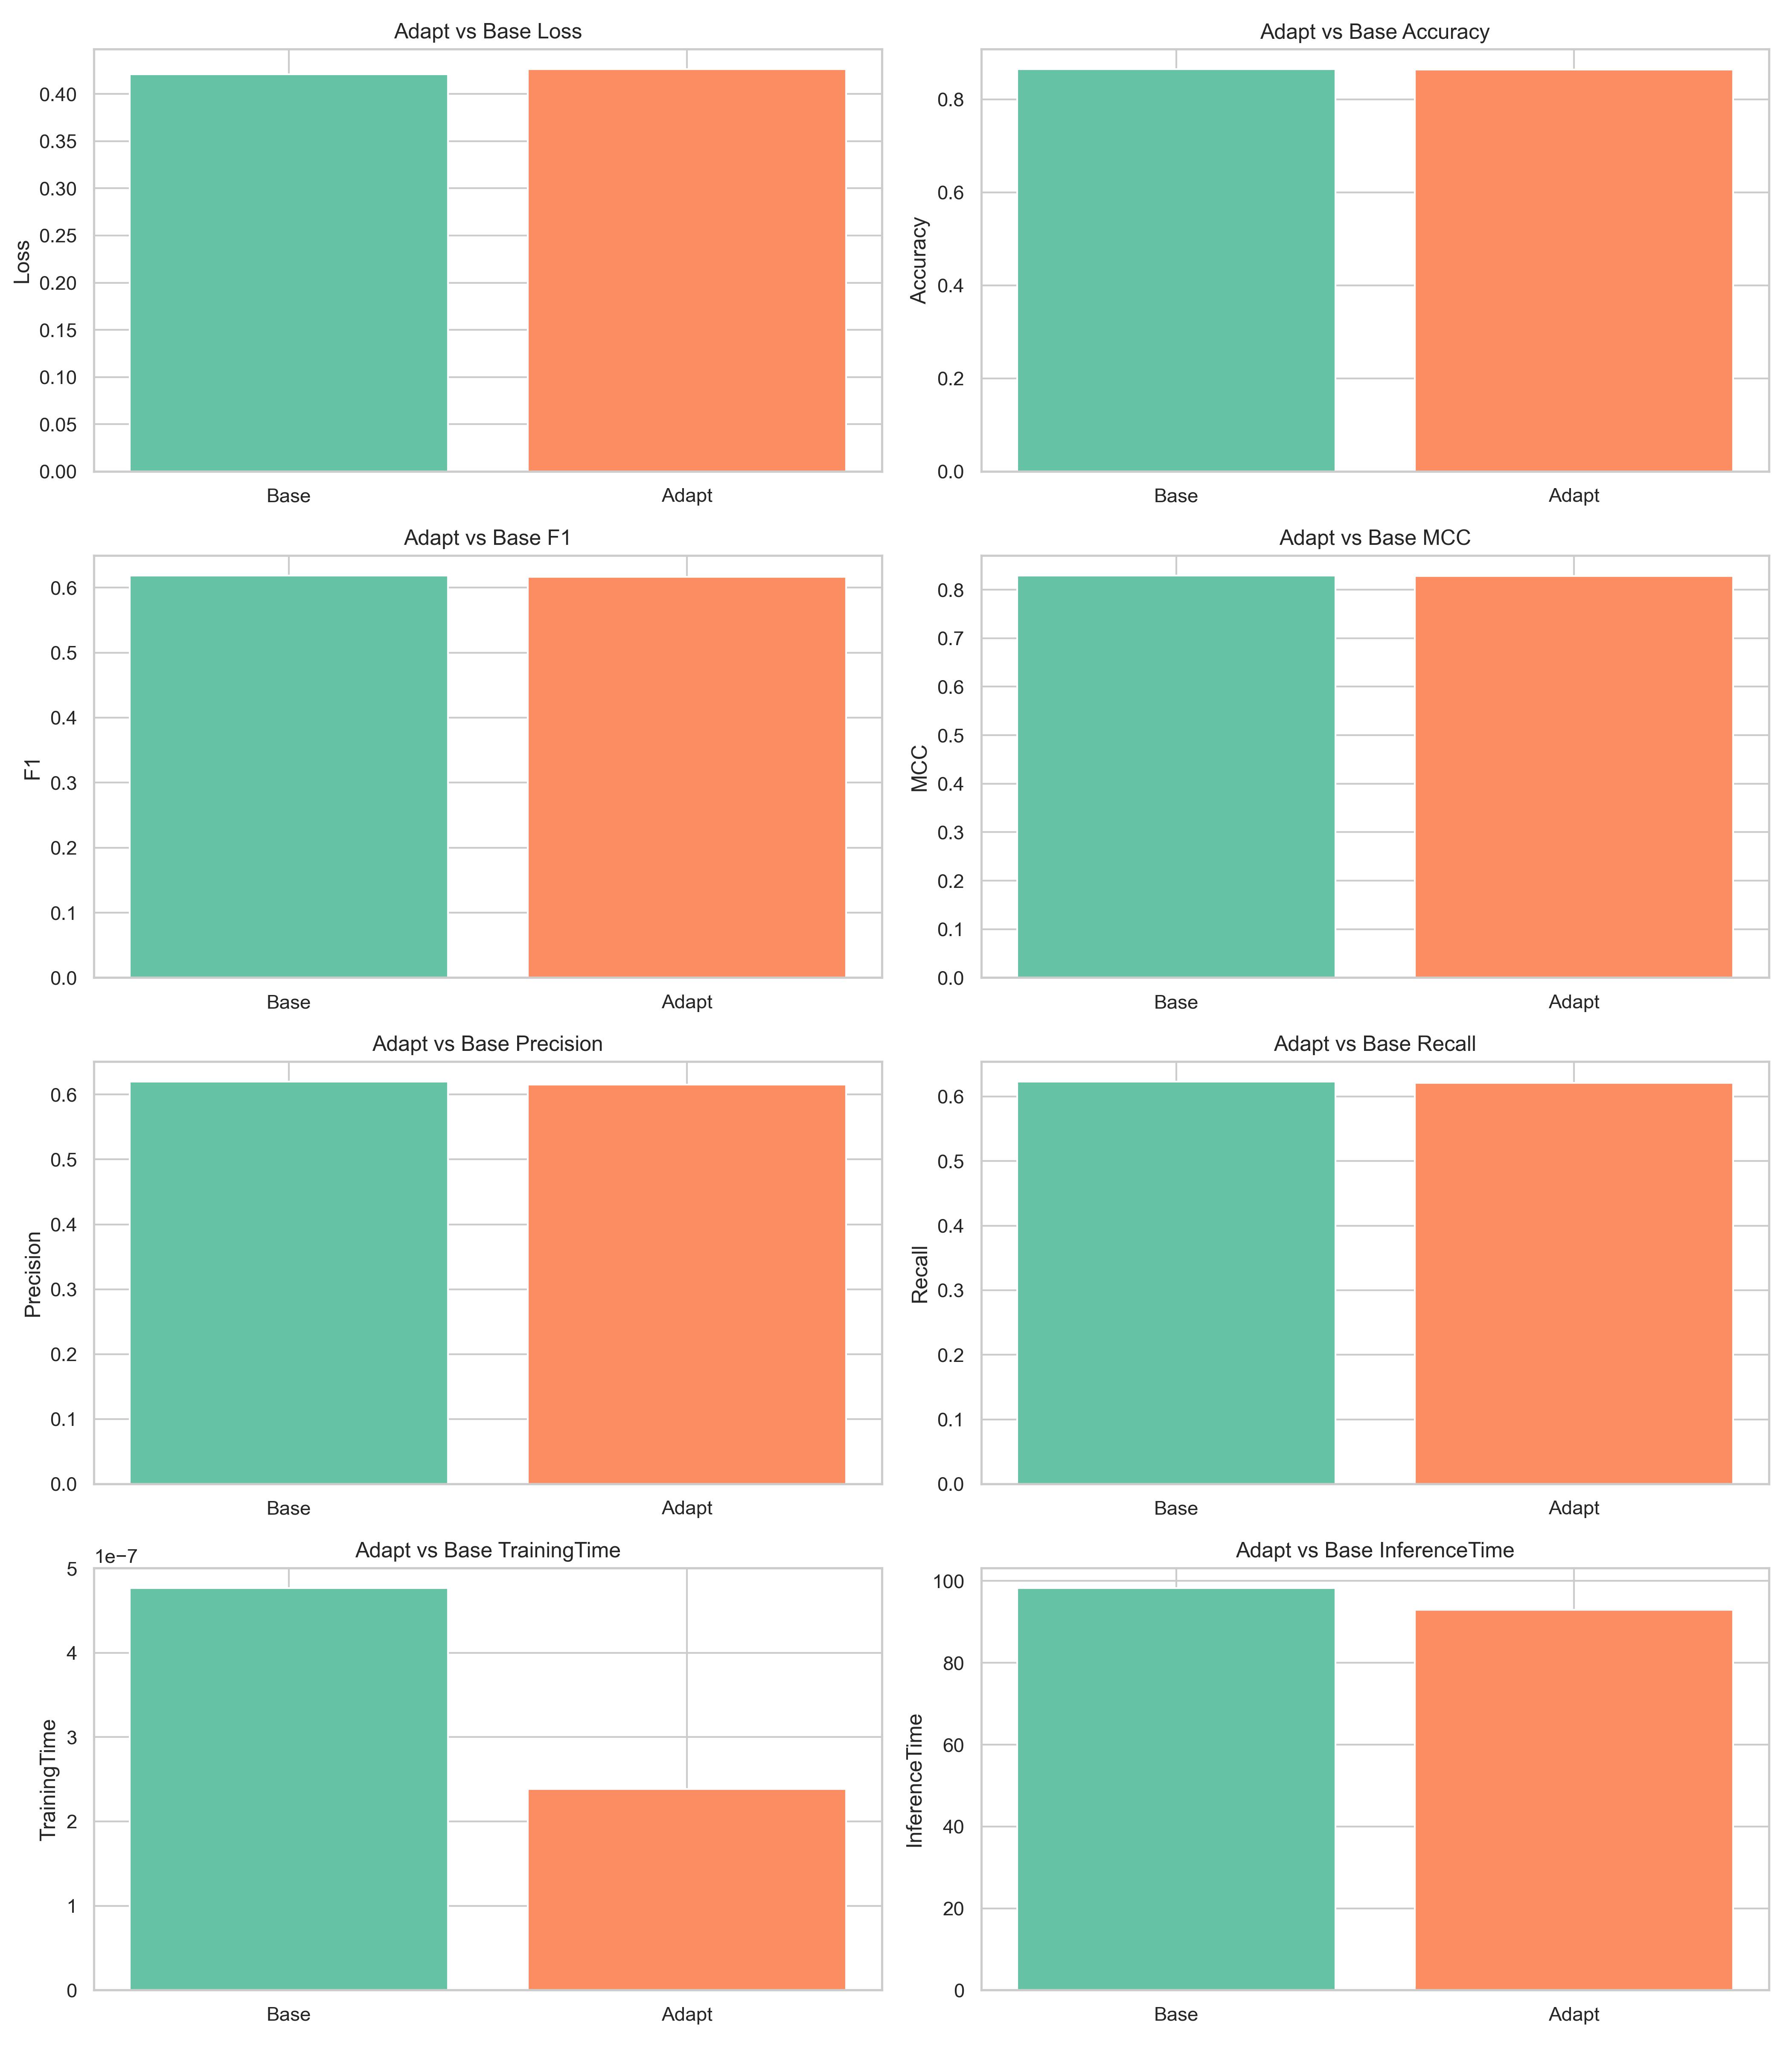 Adapt vs Base Loss
Loss
0.40
0.35
0.30
0.25
0.20
0.15
0.10
0.05
0.00
Base Adapt
Adapt vs Base Accuracy
Accuracy
0.8
0.6
0.4
0.2
0.0
Base Adapt
Adapt vs Base F1
F1
0.6
0.5
0.4
0.3
0.2
0.1
0.0
Base Adapt
Adapt vs Base MCC
MCC
0.8
0.7
0.6
0.5
0.4
0.3
0.2
0.1
0.0
Base Adapt
Adapt vs Base Precision
Precision
0.6
0.5
0.4
0.3
0.2
0.1
0.0
Base Adapt
Adapt vs Base Recall
Recall
0.6
0.5
0.4
0.3
0.2
0.1
0.0
Base Adapt
Adapt vs Base TrainingTime
1e−7
TrainingTime
5
4
3
2
1
0
Base Adapt
Adapt vs Base InferenceTime
InferenceTime
100
80
60
40
20
0
Base Adapt